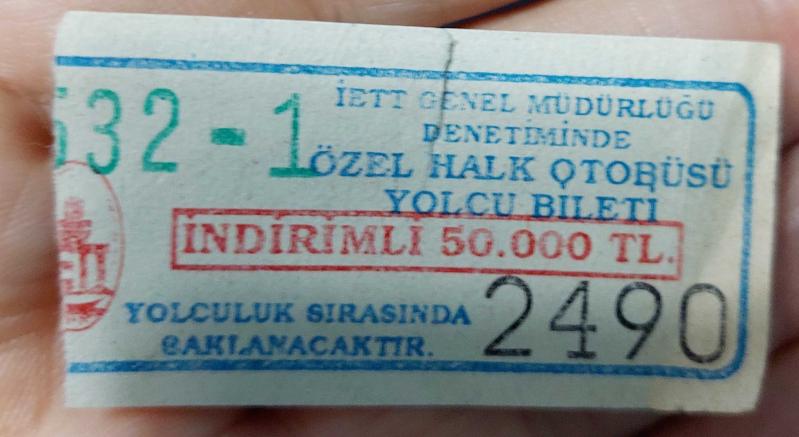 532 - 1
İETT GENEL MÜDÜRLÜĞÜ
DENETİMİNDE
ÖZEL HALK OTOBÜSÜ
YOLCU BİLETİ
İNDİRİMLİ 50.000 TL.
YOLCULUK SIRASINDA
SAKLANACAKTIR.
2490